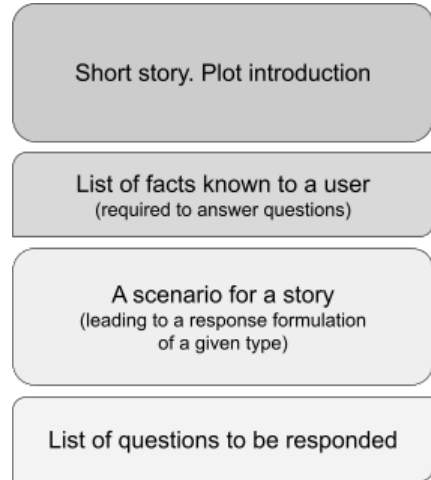 Short story. Plot introduction
List of facts known to a user
(required to answer questions)
A scenario for a story
(leading to a response formulation
of a given type)
List of questions to be responded